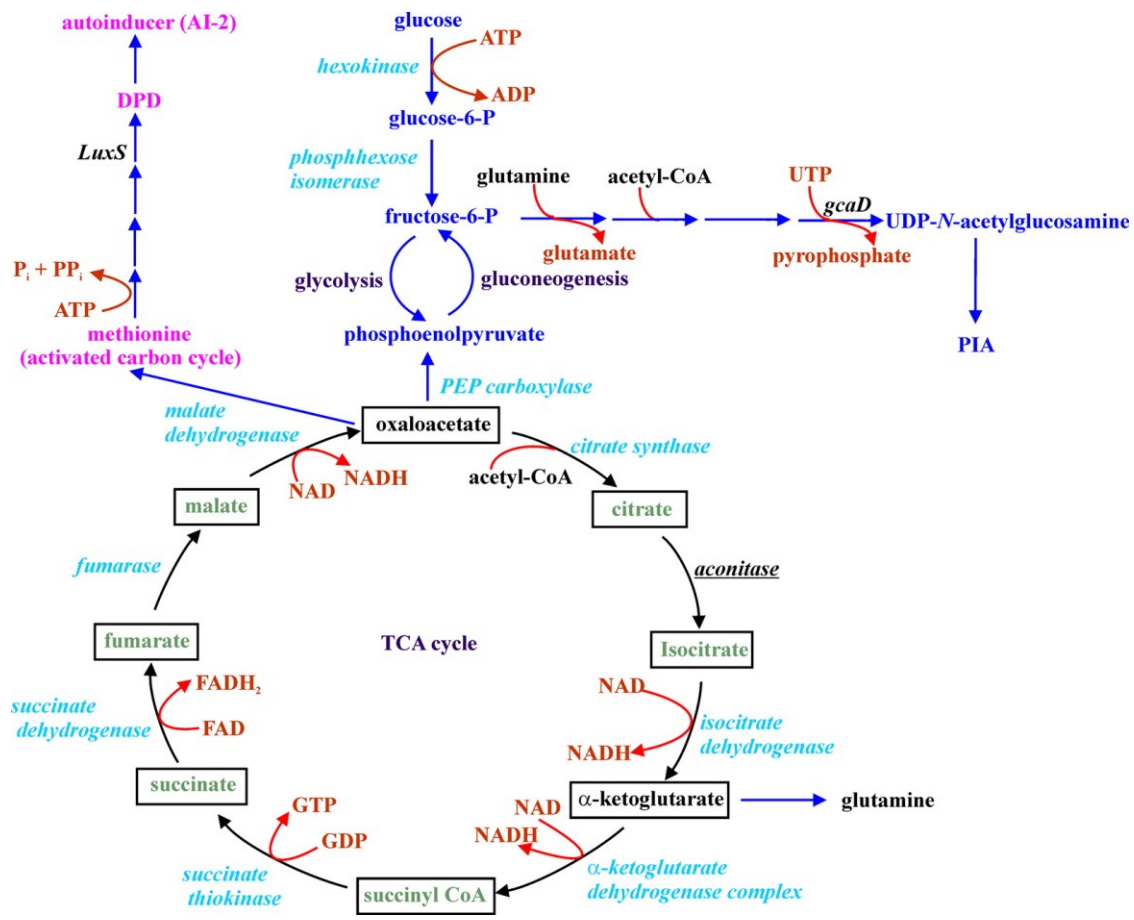 autoinducer (AI-2)
DPD
LuxS
Pi + PPi
ATP
methionine
(activated carbon cycle)
glucose
ATP
hexokinase
ADP
glucose-6-P
phosphhexose
isomerase
glutamine
acetyl-CoA
UTP
gcaD
fructose-6-P
UDP-N-acetylglucosamine
glutamate
pyrophosphate
glycolysis
gluconeogenesis
phosphoenolpyruvate
PIA
PEP carboxylase
malate
dehydrogenase
oxaloacetate
citrate synthase
acetyl-CoA
NADH
NAD
malate
citrate
fumarase
aconitase
fumarate
TCA cycle
Isocitrate
FADH₂
FAD
succinate
dehydrogenase
NAD
NADH
isocitrate
dehydrogenase
succinate
α-ketoglutarate
glutamine
GTP
GDP
NAD
NADH
succinate
thiokinase
succinyl CoA
α-ketoglutarate
dehydrogenase complex